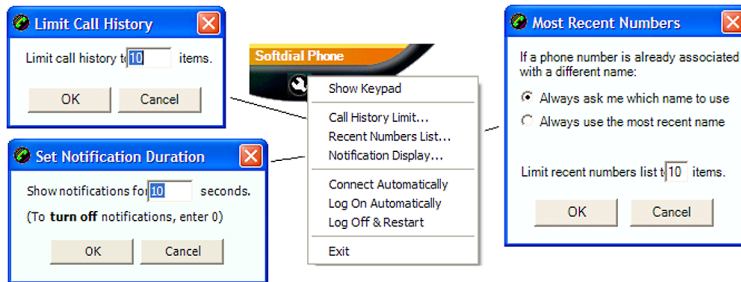 Limit Call History
Limit call history t 10 items.
OK Cancel
Set Notification Duration
Show notifications fo 10 seconds.
(To turn off notifications, enter 0)
OK Cancel
Softdial Phone
Show Keypad
Call History Limit...
Recent Numbers List...
Notification Display...
Connect Automatically
Log On Automatically
Log Off & Restart
Exit
Most Recent Numbers
If a phone number is already associated
with a different name:
Always ask me which name to use
Always use the most recent name
Limit recent numbers list t 10 items.
OK Cancel